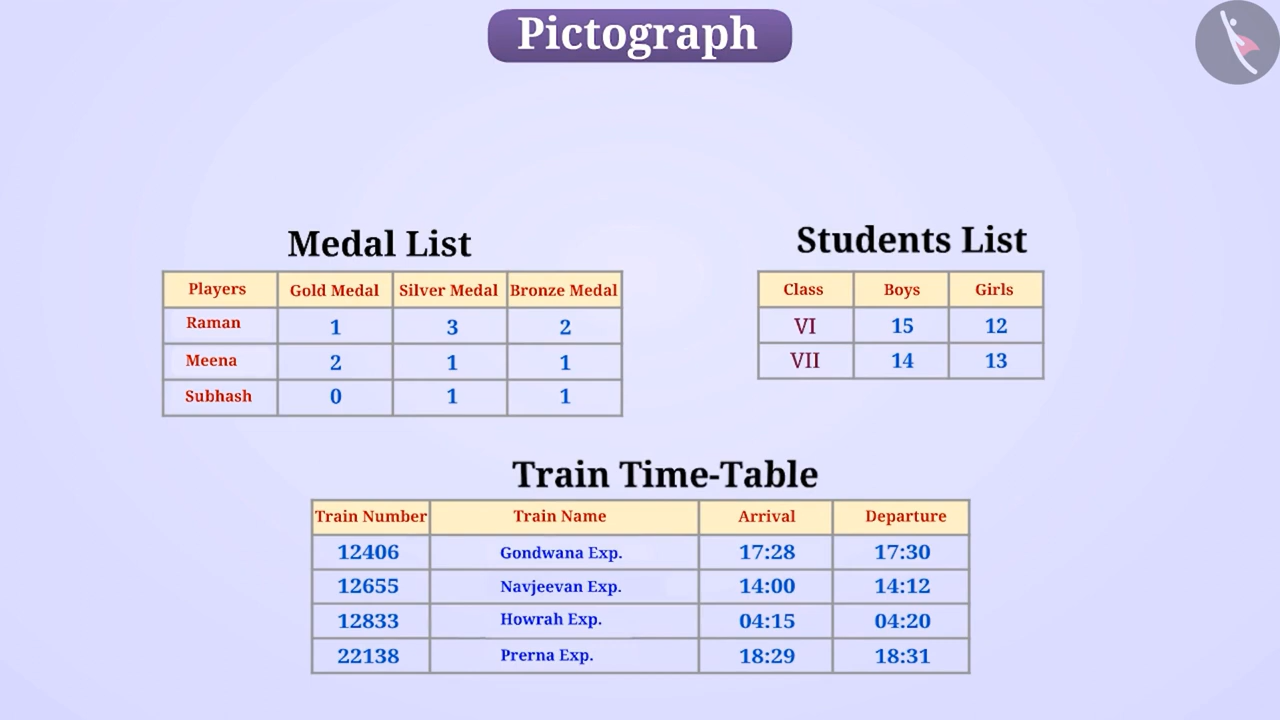 Pictograph
Medal List
Players Gold Medal Silver Medal Bronze Medal
Raman 1 3 2
Meena 2 1 1
Subhash 0 1 1
Students List
Class Boys Girls
VI 15 12
VII 14 13
Train Time-Table
Train Number Train Name Arrival Departure
12406 Gondwana Exp. 17:28 17:30
12655 Navjeevan Exp. 14:00 14:12
12833 Howrah Exp. 04:15 04:20
22138 Prerna Exp. 18:29 18:31